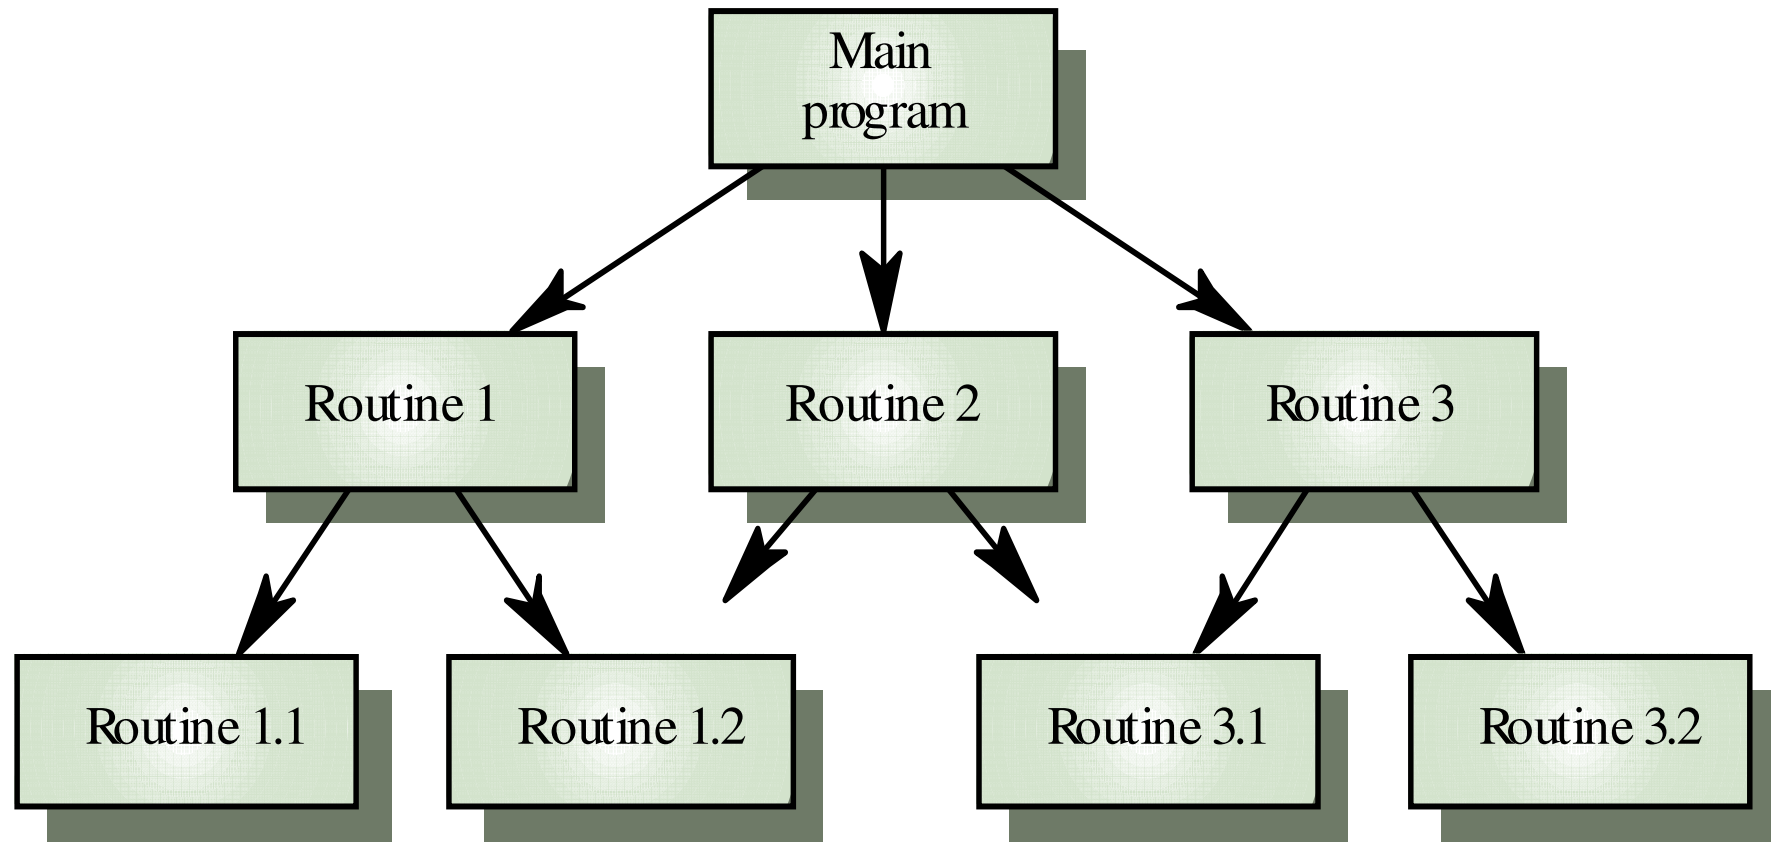 Main
program
Routine 1
Routine 2
Routine 3
Routine 1.1
Routine 1.2
Routine 3.1
Routine 3.2